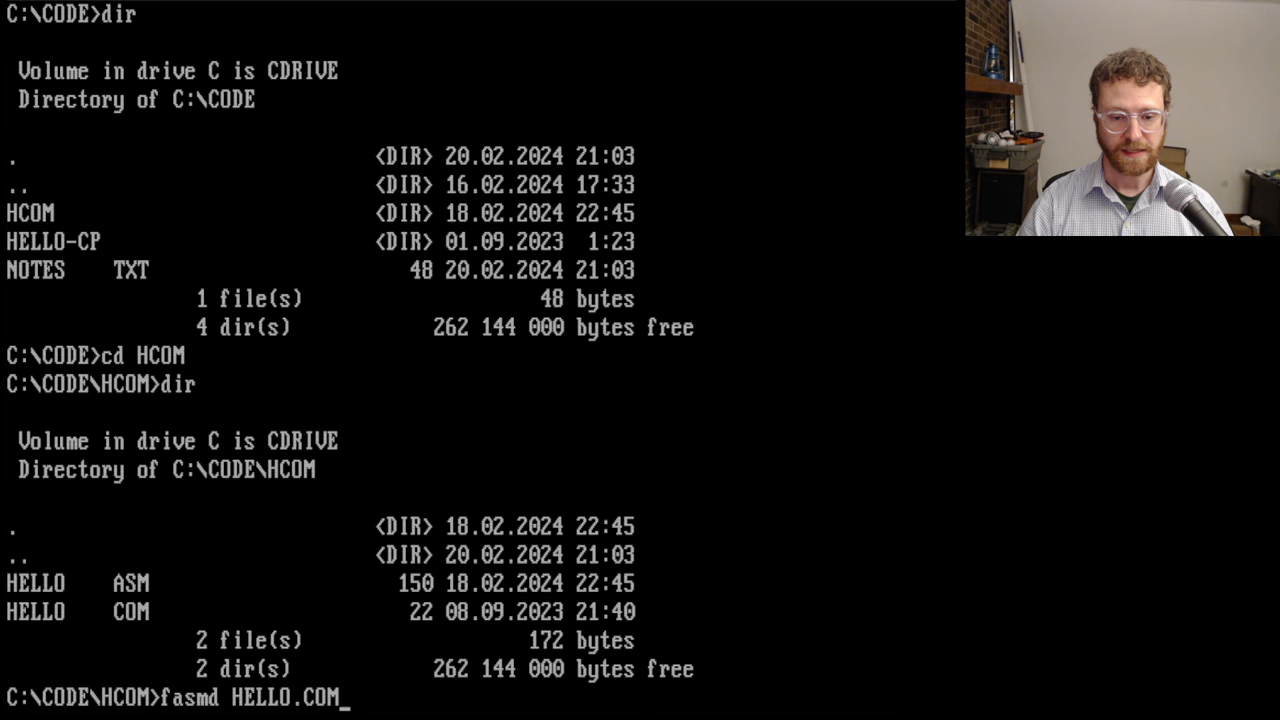 C:\CODE>dir
Volume in drive C is CDRIVE
Directory of C:\CODE
. <DIR> 20.02.2024 21:03
.. <DIR> 16.02.2024 17:33
HCOM <DIR> 18.02.2024 22:45
HELLO-CP <DIR> 01.09.2023 1:23
NOTES TXT 48 20.02.2024 21:03
1 file(s) 48 bytes
4 dir(s) 262 144 000 bytes free
C:\CODE>cd HCOM
C:\CODE\HCOM>dir
Volume in drive C is CDRIVE
Directory of C:\CODE\HCOM
. <DIR> 18.02.2024 22:45
.. <DIR> 20.02.2024 21:03
HELLO ASM 150 18.02.2024 22:45
HELLO COM 22 08.09.2023 21:40
2 file(s) 172 bytes
2 dir(s) 262 144 000 bytes free
C:\CODE\HCOM>fasmd HELLO.COM_